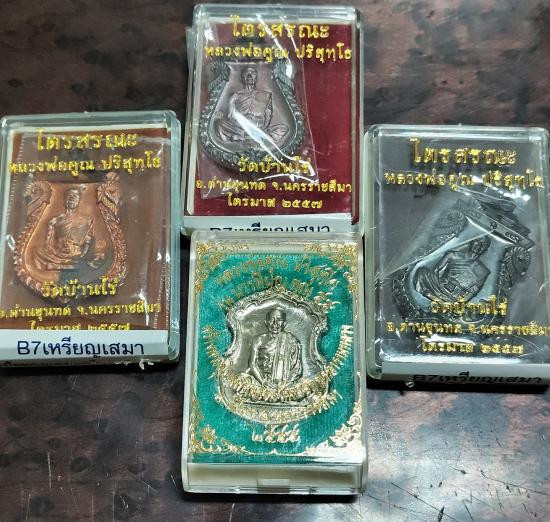 ไตรสรณะ
หลวงพ่อคูณ ปริสุทฺโธ
วัดบ้านไร่
อ.ด่านขุนทด จ.นครราชสีมา
ไตรมาส ๒๕๕๗
B7เหรียญเสมา
ไตรสรณะ
หลวงพ่อคูณ ปริสุทฺโธ
วัดบ้านไร่
อ.ด่านขุนทด จ.นครราชสีมา
ไตรมาส ๒๕๕๗
B7เหรียญเสมา
ไตรสรณะ
หลวงพ่อคูณ ปริสุทฺโธ
วัดบ้านไร่
อ.ด่านขุนทด จ.นครราชสีมา
ไตรมาส ๒๕๕๗
B7เหรียญเสมา